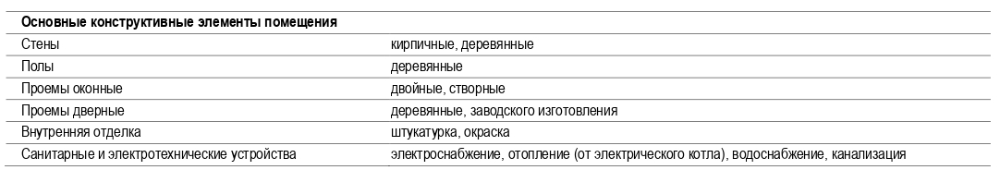 Основные конструктивные элементы помещения
Стены кирпичные, деревянные
Полы деревянные
Проемы оконные двойные, створные
Проемы дверные деревянные, заводского изготовления
Внутренняя отделка штукатурка, окраска
Санитарные и электротехнические устройства электроснабжение, отопление (от электрического котла), водоснабжение, канализация